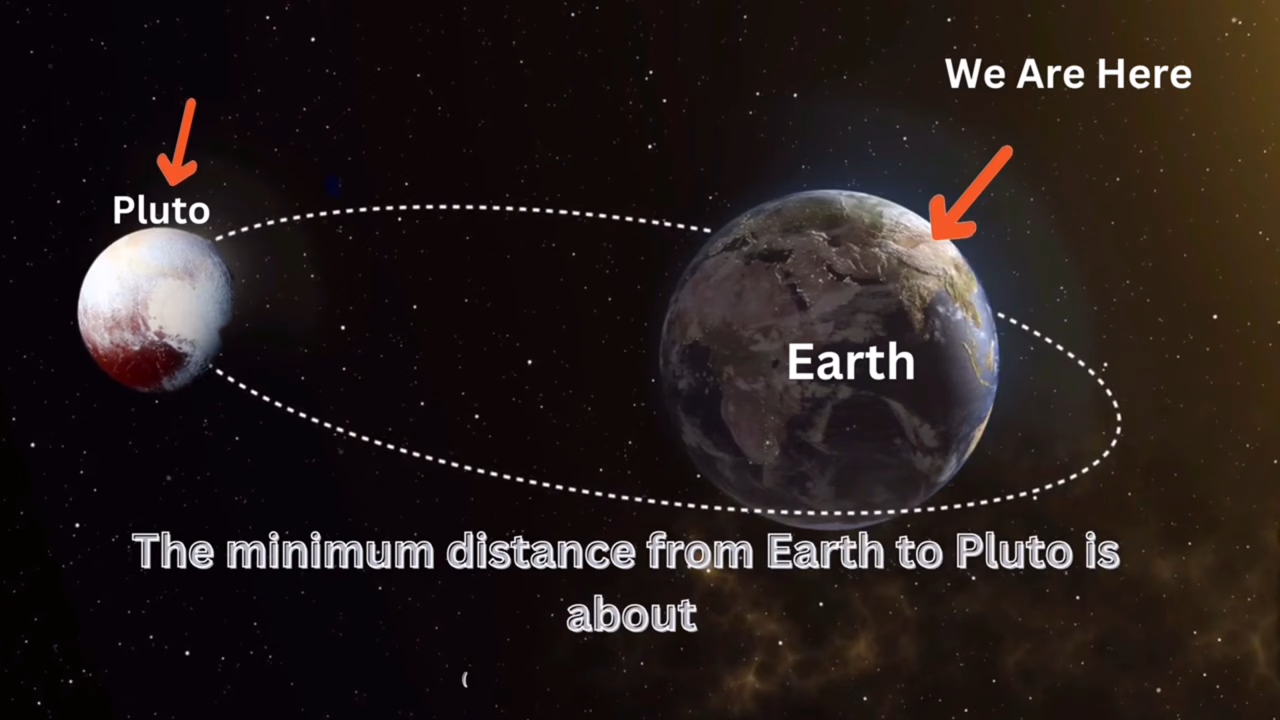 We Are Here
Pluto
Earth
The minimum distance from Earth to Pluto is
about
(